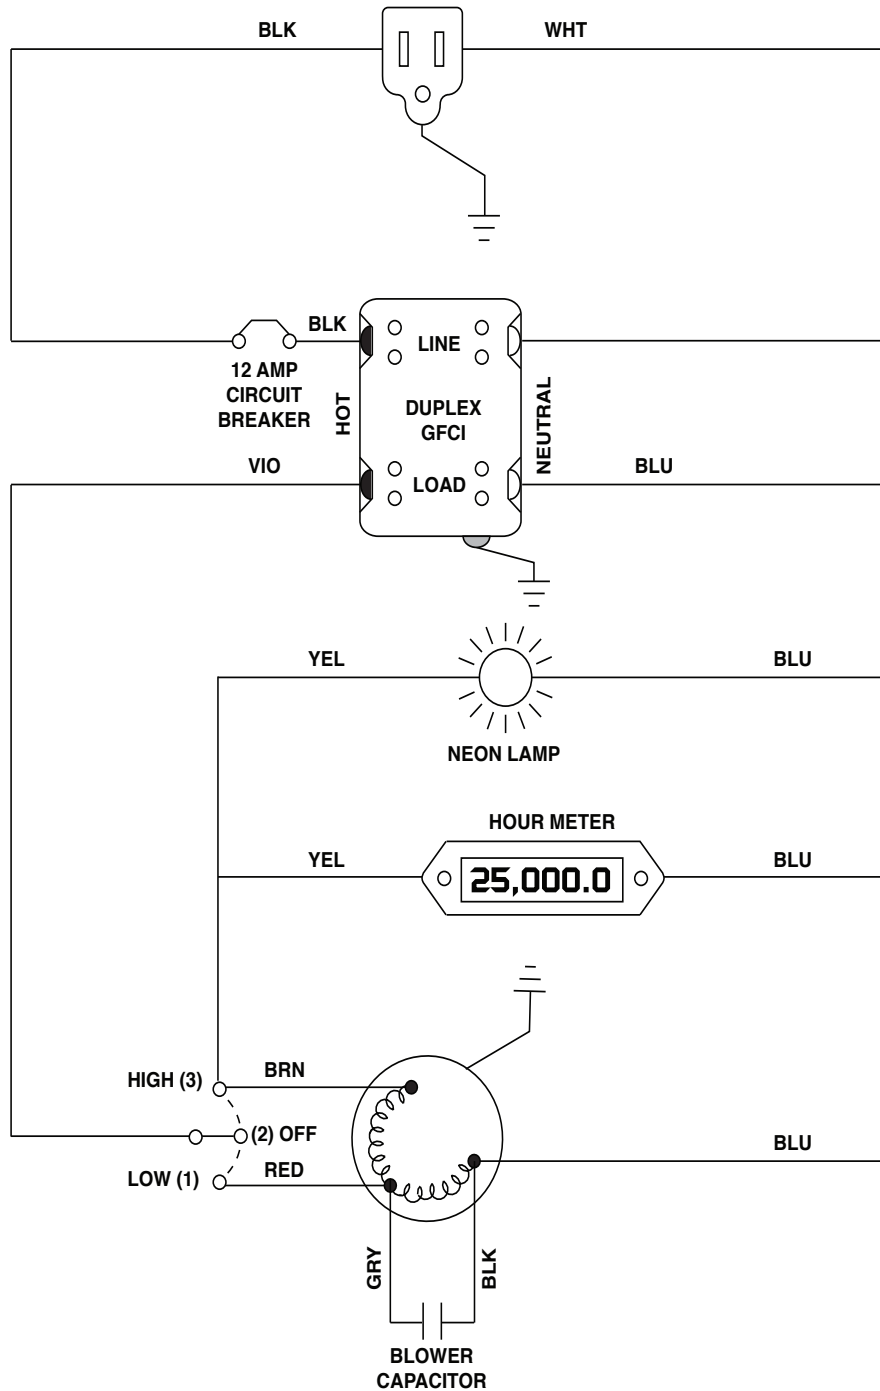 BLK
WHT
BLK
12 AMP
CIRCUIT
BREAKER
HOT
LINE
DUPLEX
GFCI
LOAD
NEUTRAL
VIO
BLU
YEL
BLU
NEON LAMP
HOUR METER
YEL
25,000.0
BLU
HIGH (3)
BRN
(2) OFF
LOW (1)
RED
BLU
GRY
BLK
BLOWER
CAPACITOR